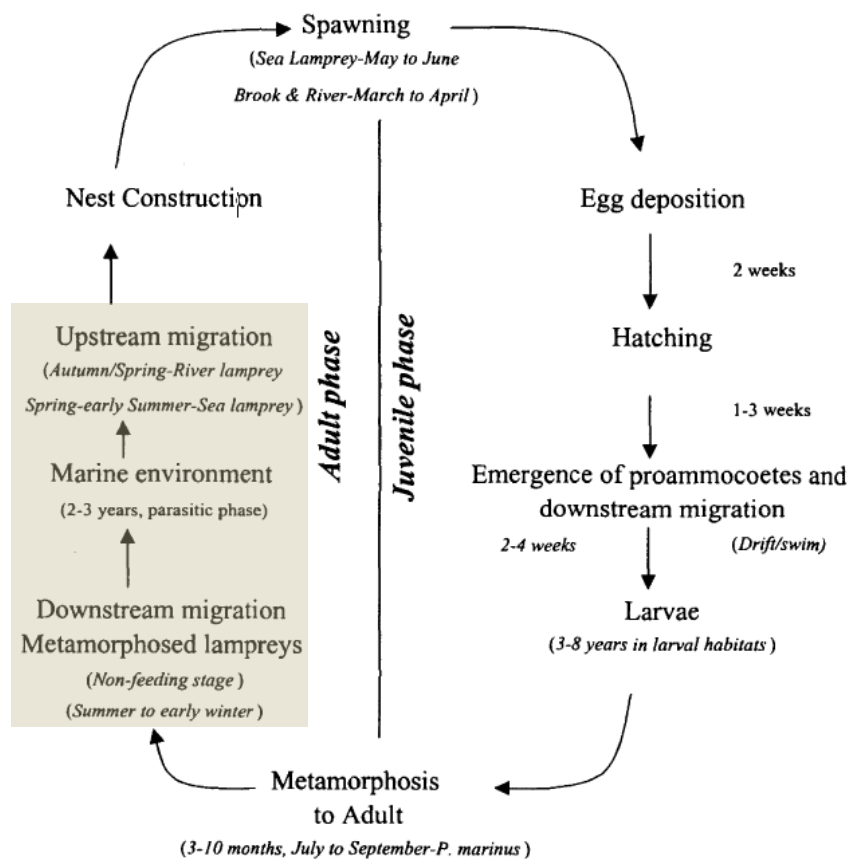 Spawning
(Sea Lamprey-May to June
Brook & River-March to April)
Egg deposition
2 weeks
Hatching
1-3 weeks
Emergence of proammocoetes and
downstream migration
2-4 weeks
(Drift/swim)
Larvae
(3-8 years in larval habitats)
Metamorphosis
to Adult
(3-10 months, July to September-P. marinus)
Downstream migration
Metamorphosed lampreys
(Non-feeding stage)
(Summer to early winter)
Marine environment
(2-3 years, parasitic phase)
Upstream migration
(Autumn/Spring-River lamprey
Spring-early Summer-Sea lamprey)
Nest Construction
Adult phase
Juvenile phase